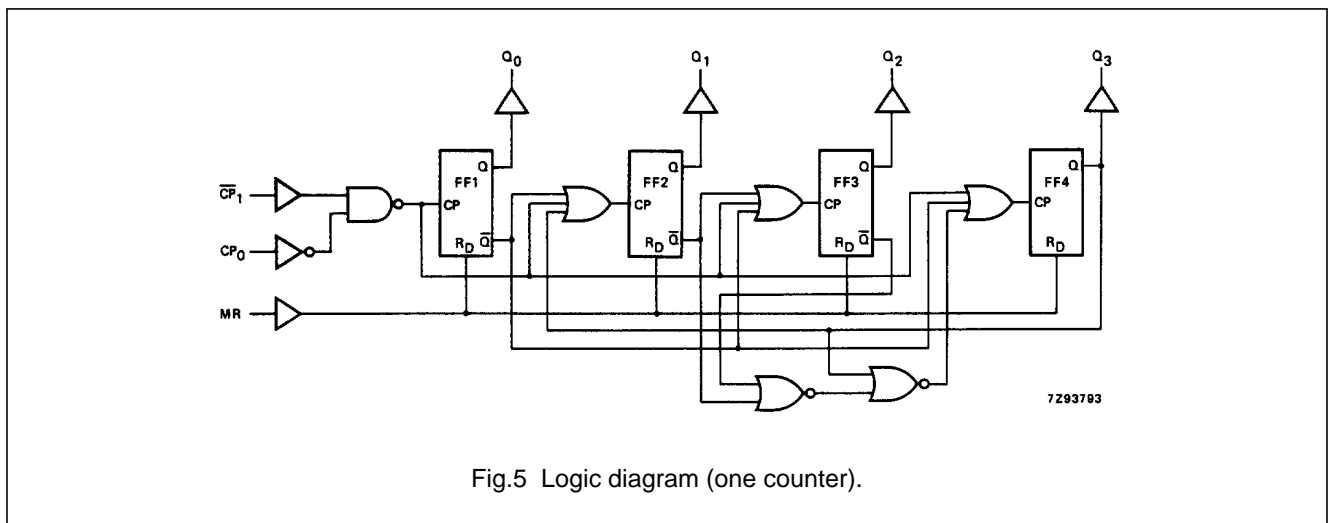 Q0 Q1 Q2 Q3
Q Q Q Q
FF1 FF2 FF3 FF4
C̅P̅1
CP CP CP CP
CP0
RD Q̅ RD Q̅ RD Q̅ RD
MR
7Z93793
Fig.5 Logic diagram (one counter).